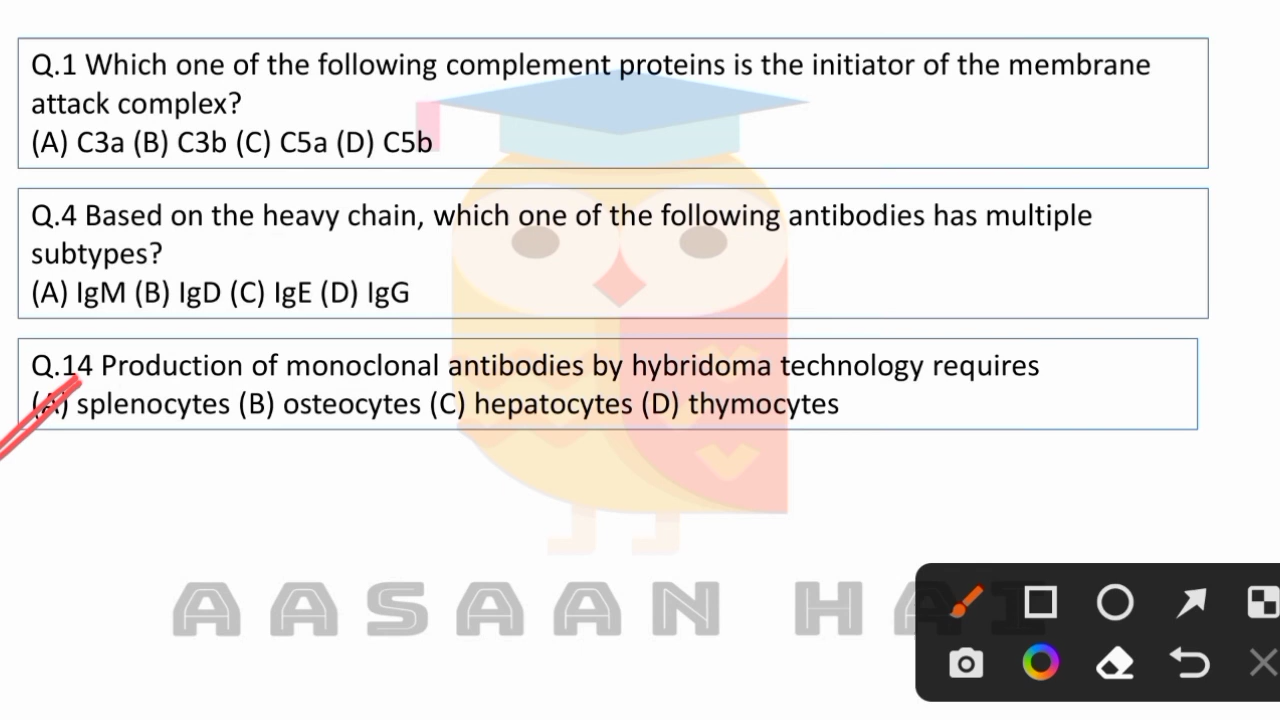 Q.1 Which one of the following complement proteins is the initiator of the membrane
attack complex?
(A) C3a (B) C3b (C) C5a (D) C5b
Q.4 Based on the heavy chain, which one of the following antibodies has multiple
subtypes?
(A) IgM (B) IgD (C) IgE (D) IgG
Q.14 Production of monoclonal antibodies by hybridoma technology requires
(A) splenocytes (B) osteocytes (C) hepatocytes (D) thymocytes
AASAAN HAI